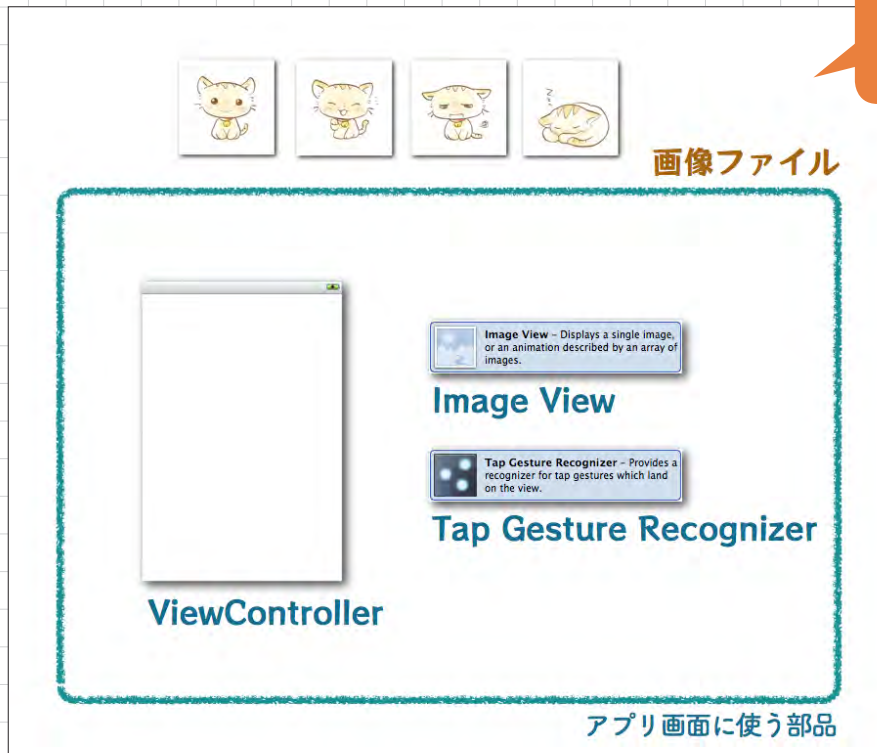 画像ファイル
Image View – Displays a single image,
or an animation described by an array of
images.
Image View
Tap Gesture Recognizer – Provides a
recognizer for tap gestures which land
on the view.
Tap Gesture Recognizer
ViewController
アプリ画面に使う部品